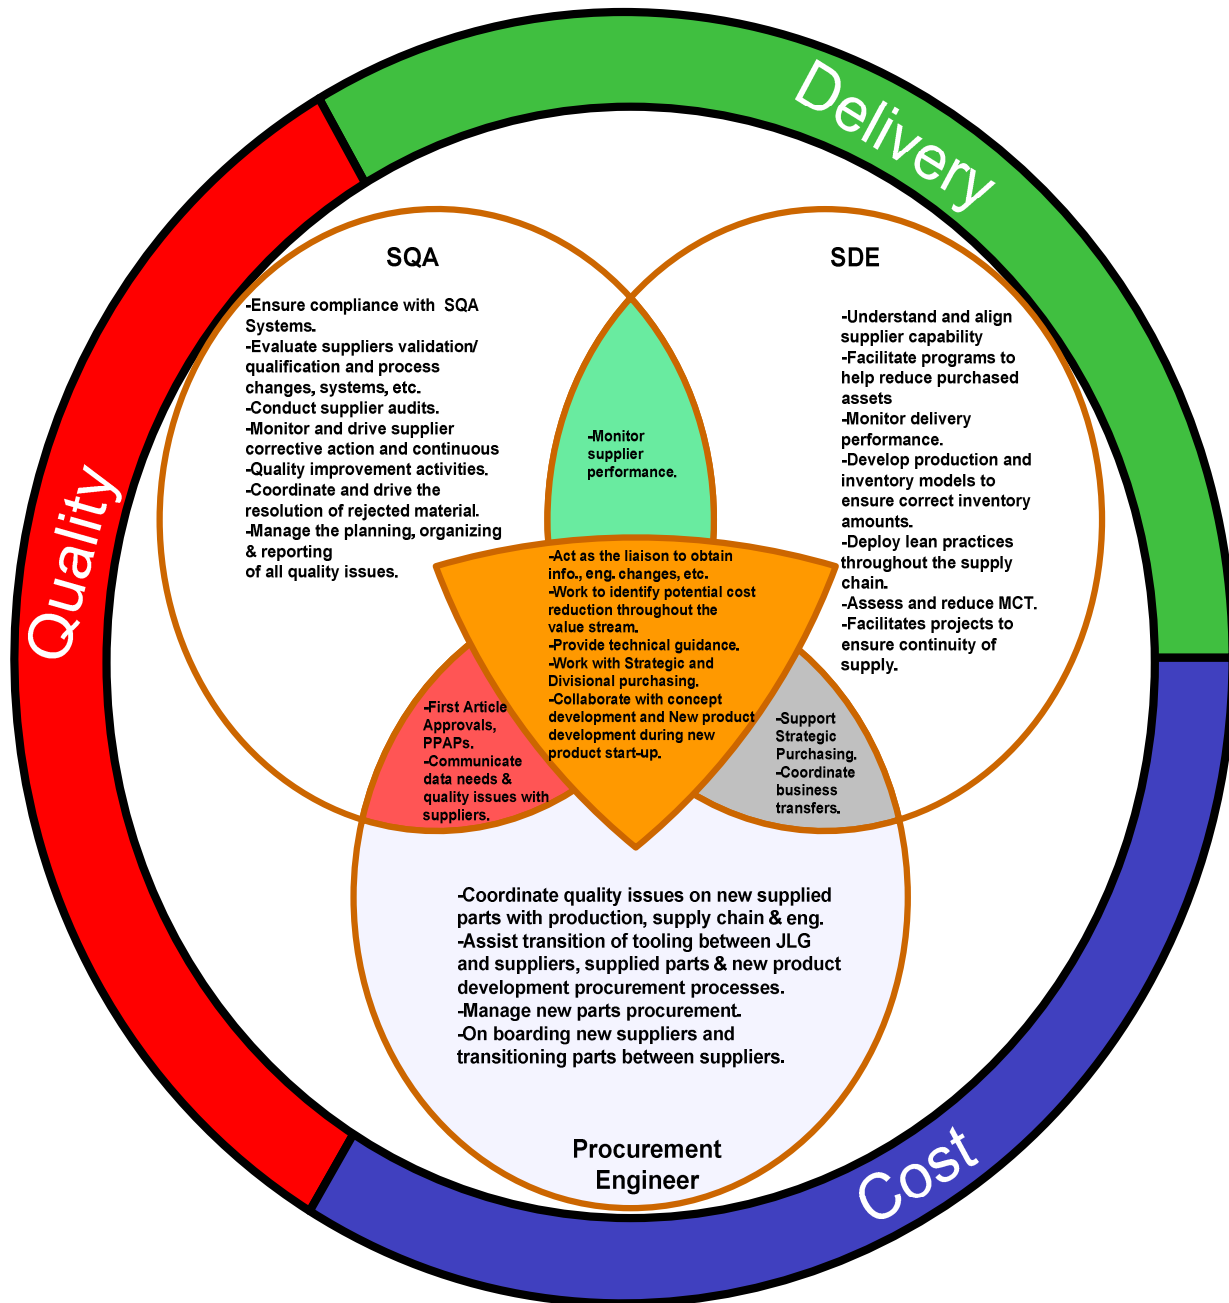 Delivery
Quality
Cost
SQA
-Ensure compliance with SQA
Systems.
-Evaluate suppliers validation/
qualification and process
changes, systems, etc.
-Conduct supplier audits.
-Monitor and drive supplier
corrective action and continuous
-Quality improvement activities.
-Coordinate and drive the
resolution of rejected material.
-Manage the planning, organizing
& reporting
of all quality issues.
SDE
-Understand and align
supplier capability
-Facilitate programs to
help reduce purchased
assets
-Monitor delivery
performance.
-Develop production and
inventory models to
ensure correct inventory
amounts.
-Deploy lean practices
throughout the supply
chain.
-Assess and reduce MCT.
-Facilitates projects to
ensure continuity of
supply.
-Monitor
supplier
performance.
-Act as the liaison to obtain
info., eng. changes, etc.
-Work to identify potential cost
reduction throughout the
value stream.
-Provide technical guidance.
-Work with Strategic and
Divisional purchasing.
-Collaborate with concept
development and New product
development during new
product start-up.
-First Article
Approvals,
PPAPs.
-Communicate
data needs &
quality issues with
suppliers.
-Support
Strategic
Purchasing.
-Coordinate
business
transfers.
-Coordinate quality issues on new supplied
parts with production, supply chain & eng.
-Assist transition of tooling between JLG
and suppliers, supplied parts & new product
development procurement processes.
-Manage new parts procurement.
-On boarding new suppliers and
transitioning parts between suppliers.
Procurement
Engineer